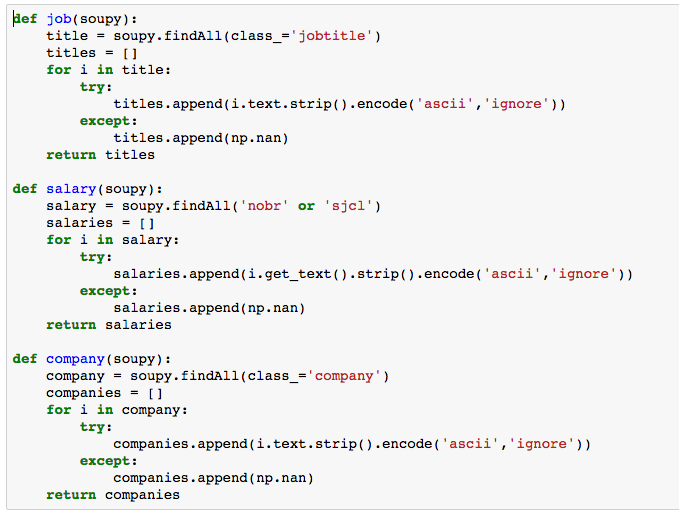 def job(soupy):
    title = soupy.findAll(class_='jobtitle')
    titles = []
    for i in title:
        try:
            titles.append(i.text.strip().encode('ascii','ignore'))
        except:
            titles.append(np.nan)
    return titles

def salary(soupy):
    salary = soupy.findAll('nobr' or 'sjcl')
    salaries = []
    for i in salary:
        try:
            salaries.append(i.get_text().strip().encode('ascii','ignore'))
        except:
            salaries.append(np.nan)
    return salaries

def company(soupy):
    company = soupy.findAll(class_='company')
    companies = []
    for i in company:
        try:
            companies.append(i.text.strip().encode('ascii','ignore'))
        except:
            companies.append(np.nan)
    return companies